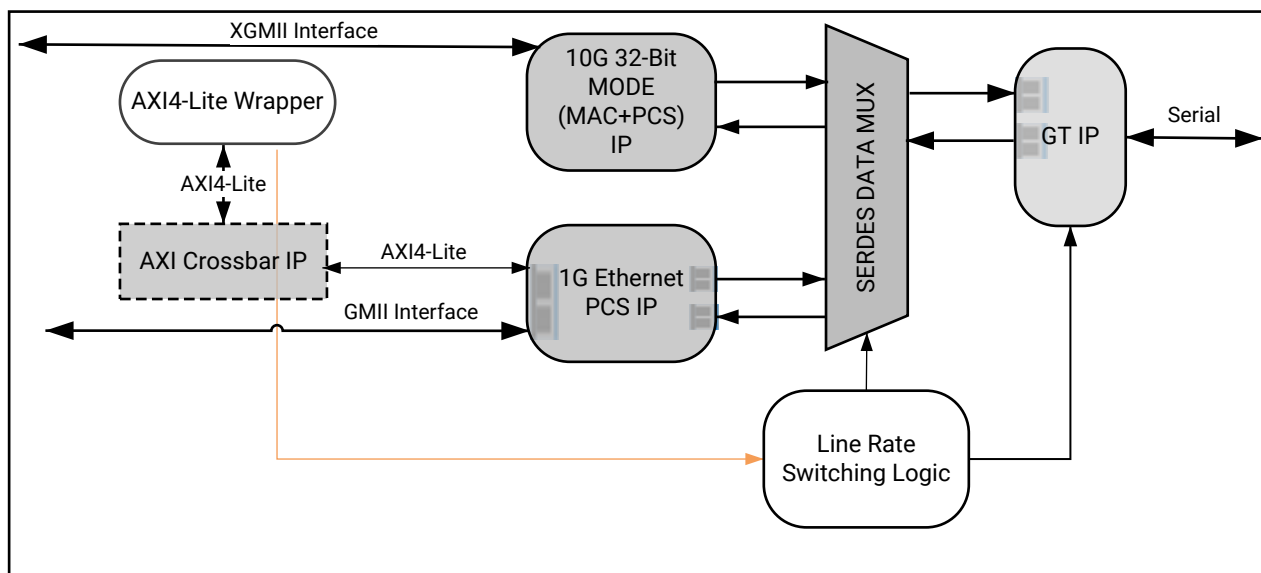 XGMII Interface
AXI4-Lite Wrapper
AXI4-Lite
AXI Crossbar IP
AXI4-Lite
GMII Interface
10G 32-Bit
MODE
(MAC+PCS)
IP
1G Ethernet
PCS IP
SERDES DATA MUX
GT IP
Serial
Line Rate
Switching Logic